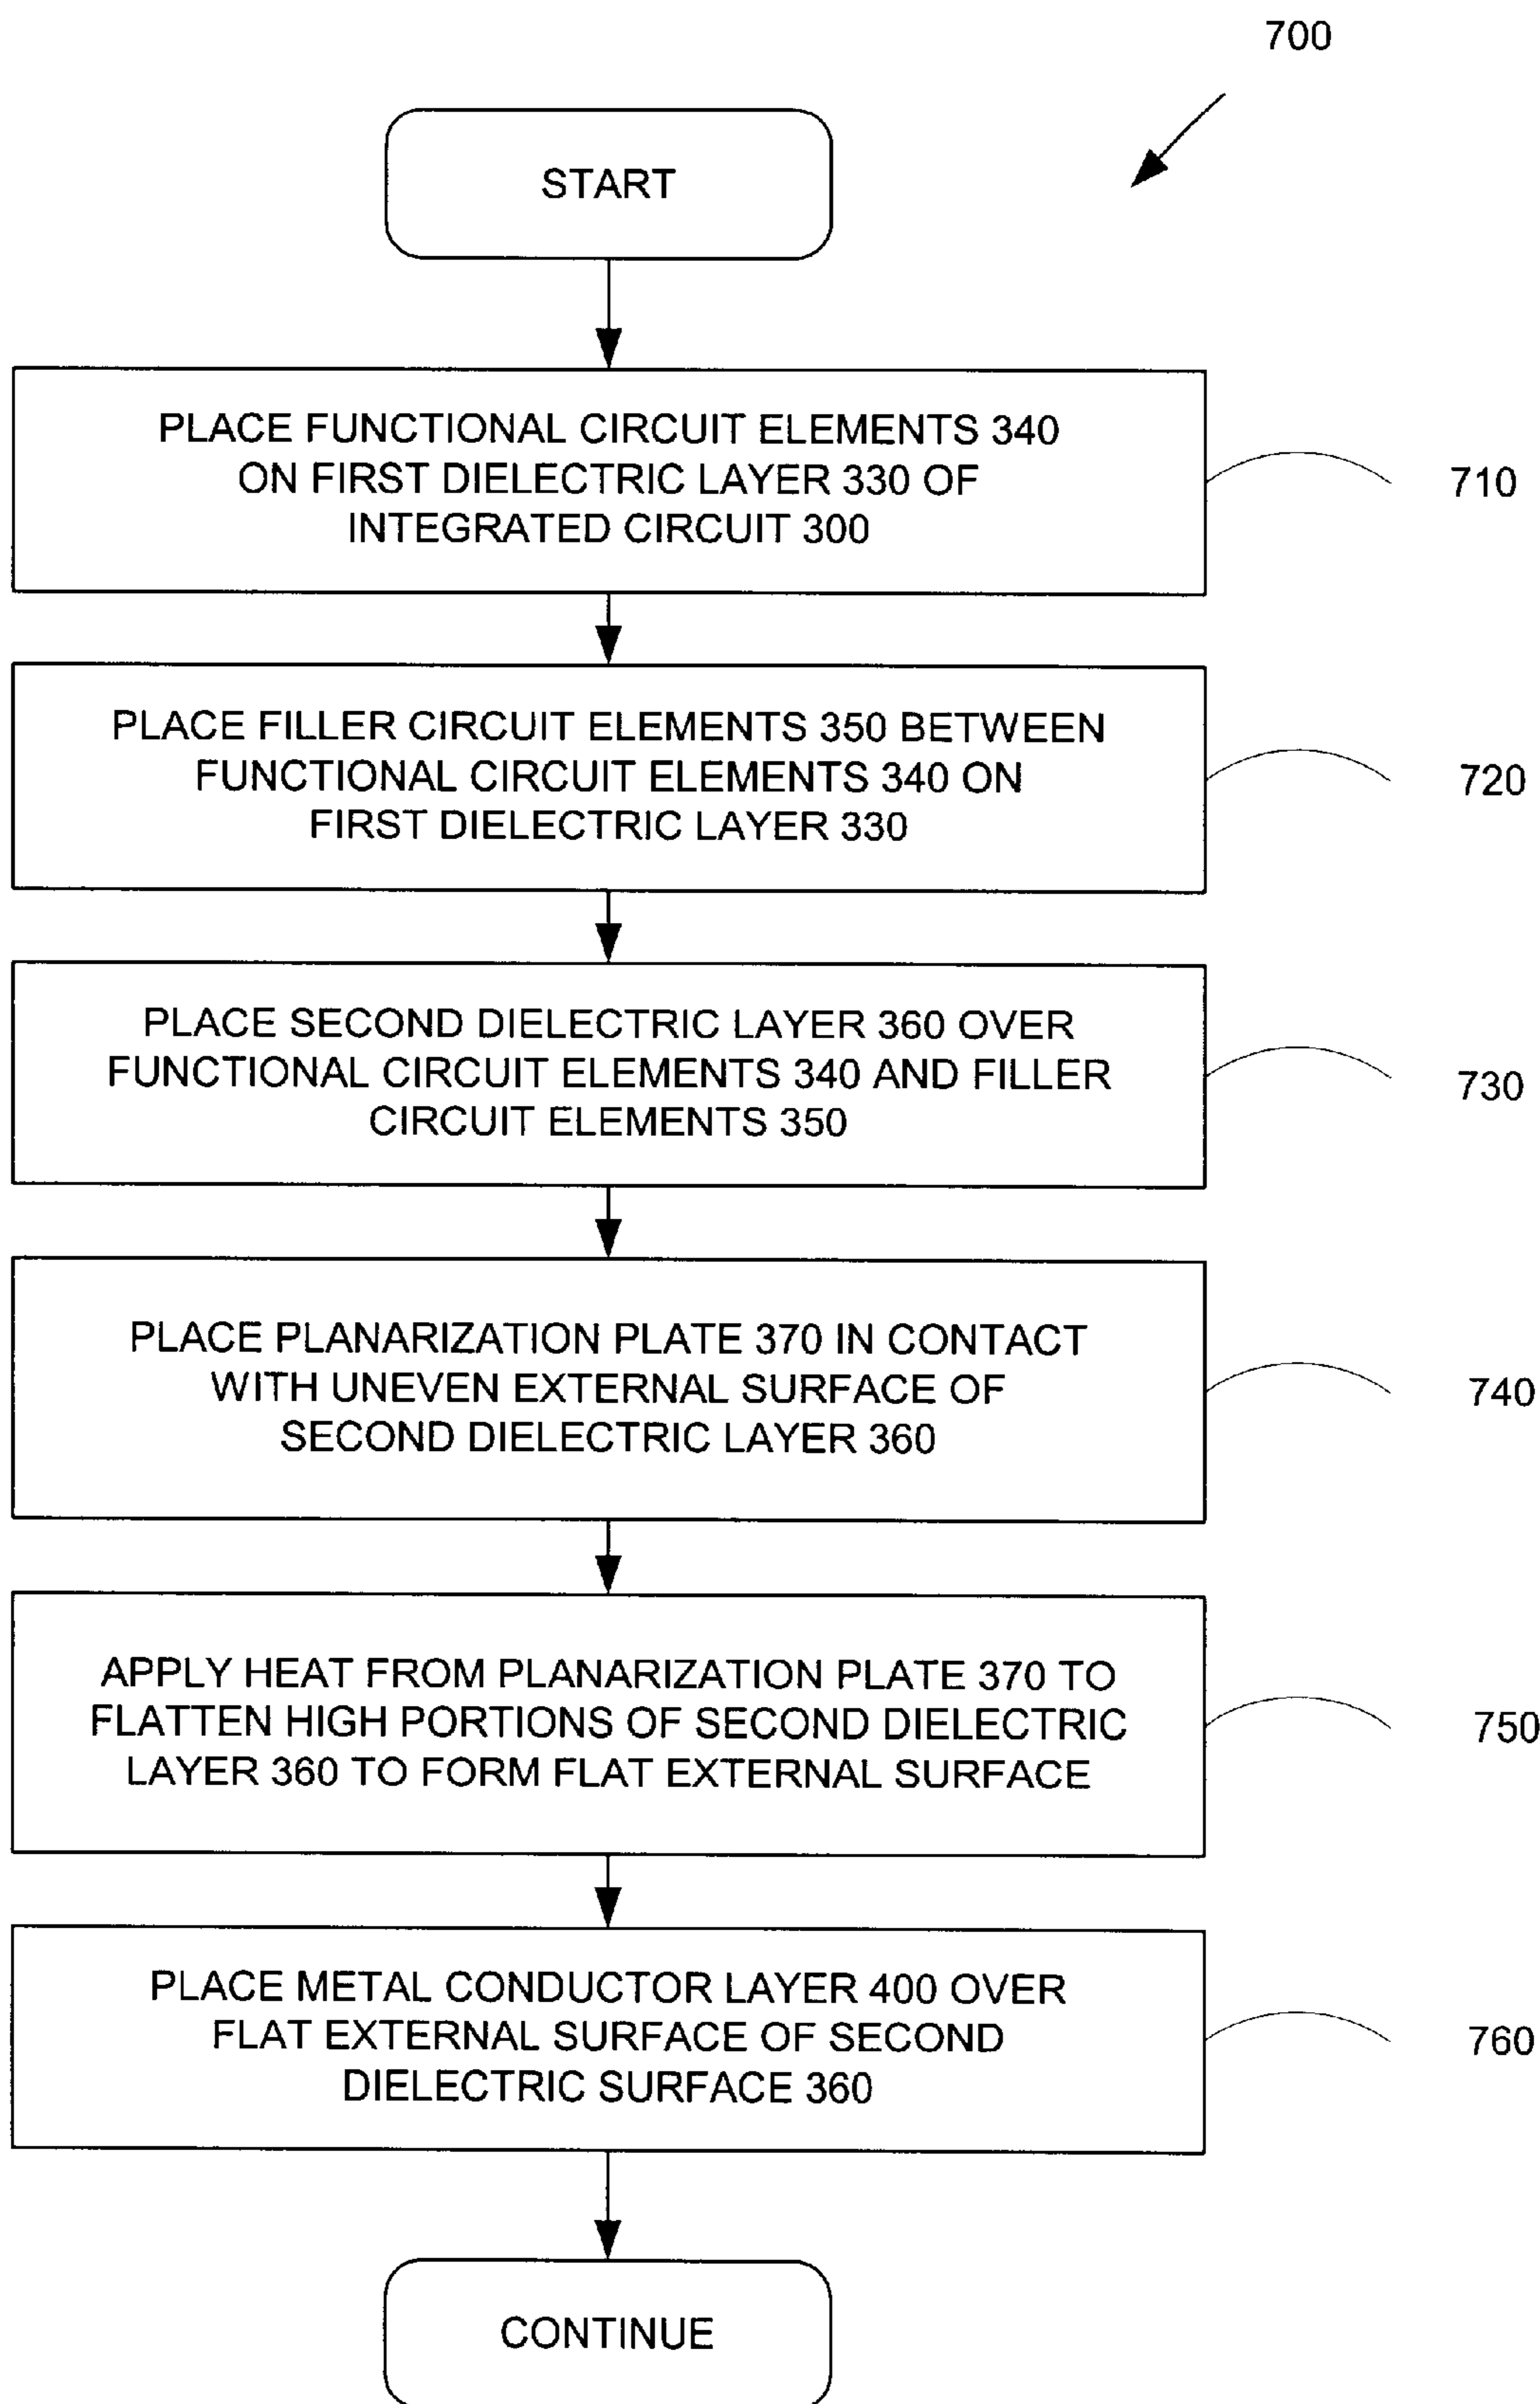 700
START
PLACE FUNCTIONAL CIRCUIT ELEMENTS 340
ON FIRST DIELECTRIC LAYER 330 OF
INTEGRATED CIRCUIT 300
710
PLACE FILLER CIRCUIT ELEMENTS 350 BETWEEN
FUNCTIONAL CIRCUIT ELEMENTS 340 ON
FIRST DIELECTRIC LAYER 330
720
PLACE SECOND DIELECTRIC LAYER 360 OVER
FUNCTIONAL CIRCUIT ELEMENTS 340 AND FILLER
CIRCUIT ELEMENTS 350
730
PLACE PLANARIZATION PLATE 370 IN CONTACT
WITH UNEVEN EXTERNAL SURFACE OF
SECOND DIELECTRIC LAYER 360
740
APPLY HEAT FROM PLANARIZATION PLATE 370 TO
FLATTEN HIGH PORTIONS OF SECOND DIELECTRIC
LAYER 360 TO FORM FLAT EXTERNAL SURFACE
750
PLACE METAL CONDUCTOR LAYER 400 OVER
FLAT EXTERNAL SURFACE OF SECOND
DIELECTRIC SURFACE 360
760
CONTINUE